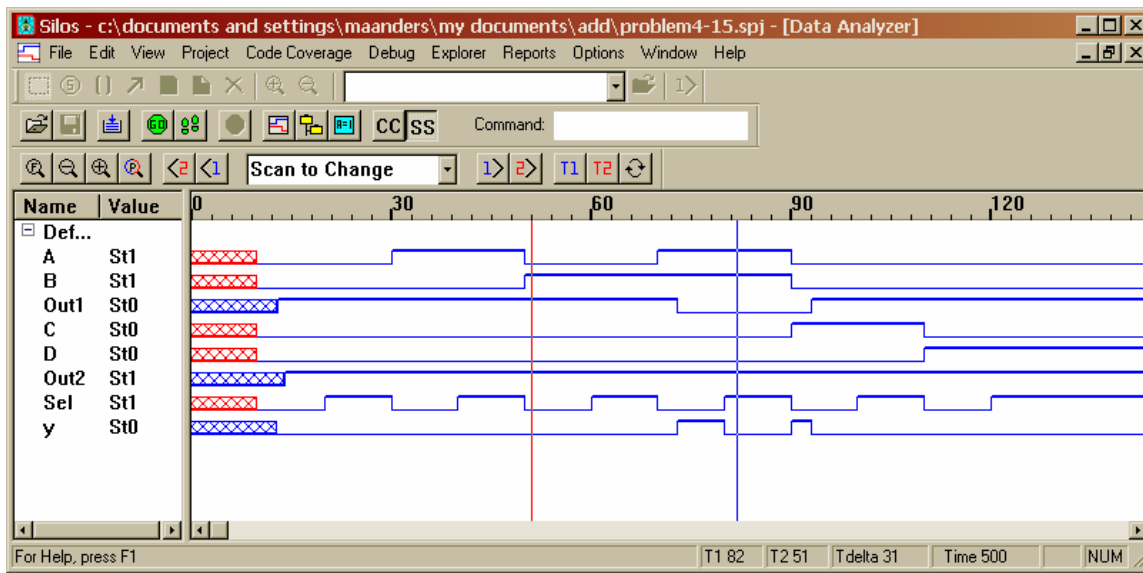 Silos - c:\documents and settings\maanders\my documents\add\problem4-15.spj - [Data Analyzer]
File Edit View Project Code Coverage Debug Explorer Reports Options Window Help
CC SS Command:
Scan to Change T1 T2
Name Value 0 30 60 90 120
Def...
A St1
B St1
Out1 St0
C St0
D St0
Out2 St1
Sel St1
y St0
For Help, press F1 T1 82 T2 51 Tdelta 31 Time 500 NUM